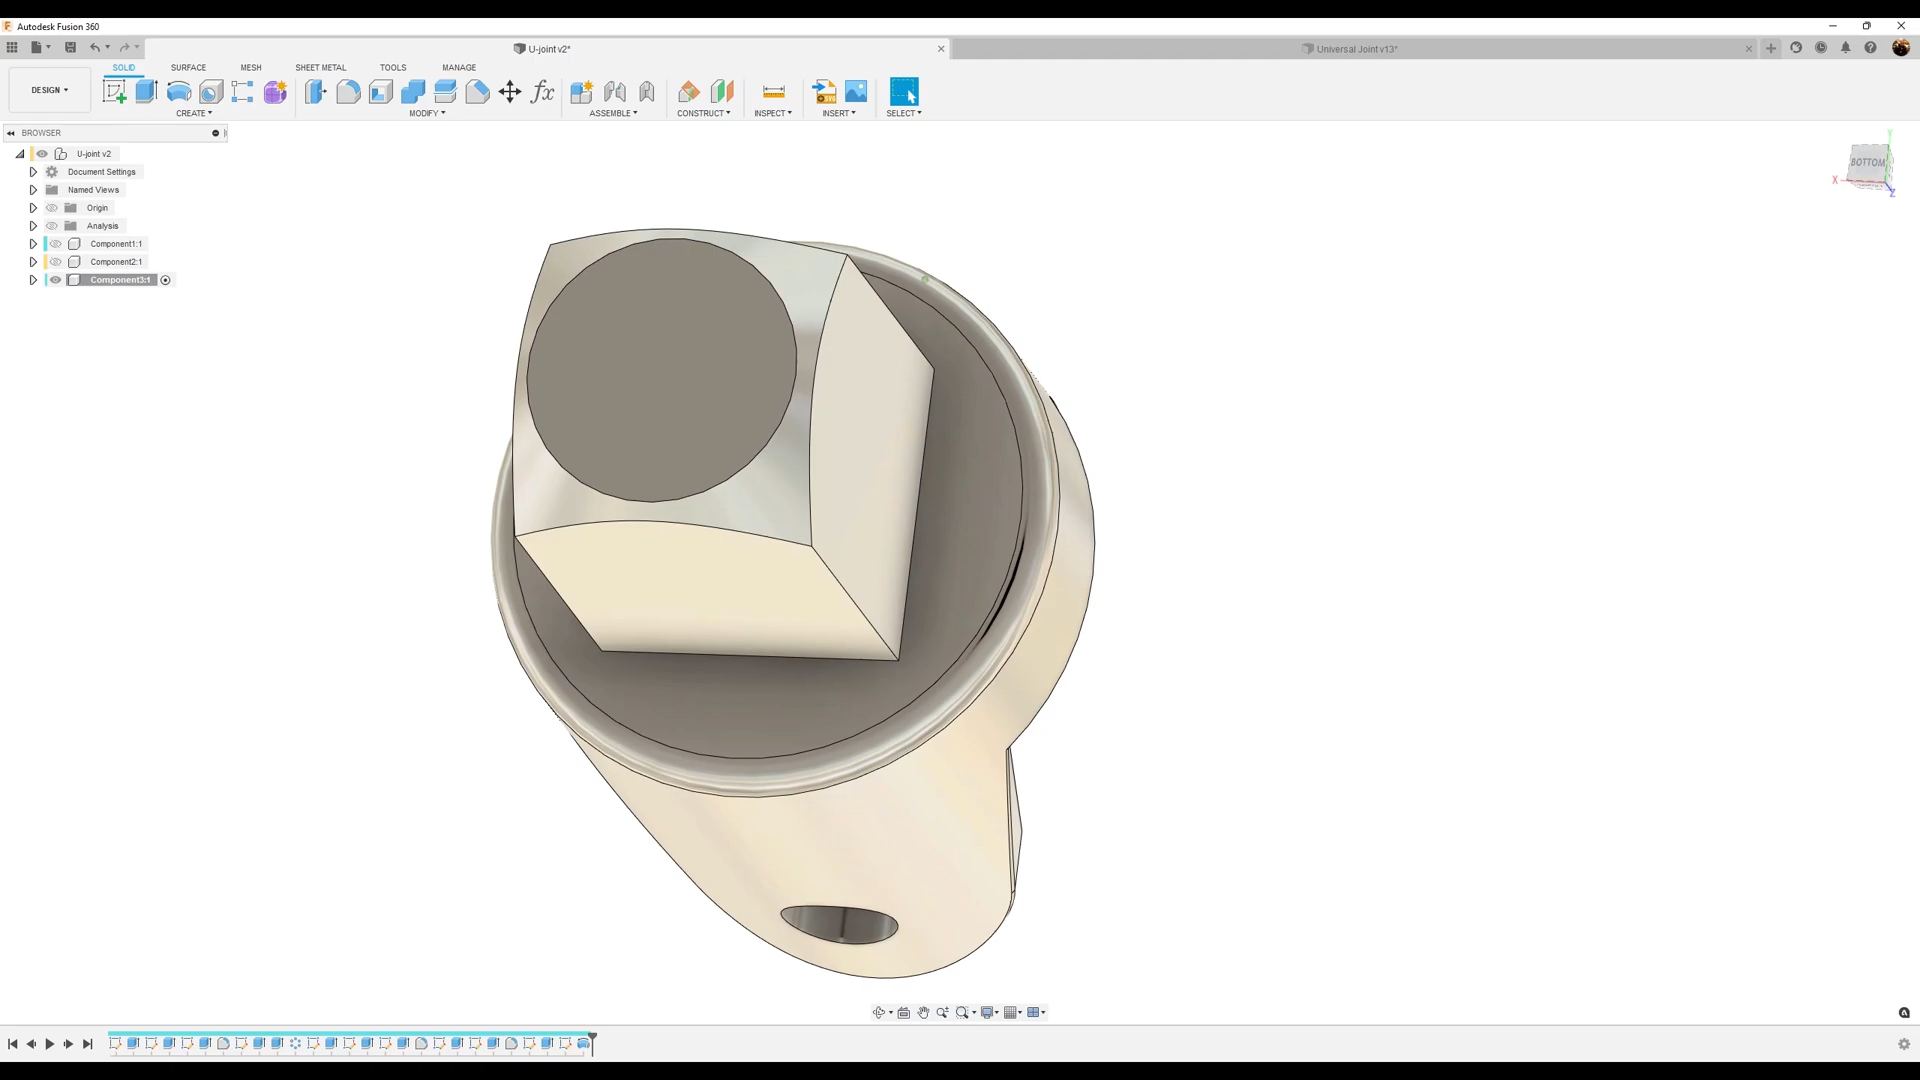 Autodesk Fusion 360
U-joint v2*
Universal Joint v13*
DESIGN
SOLID SURFACE MESH SHEET METAL TOOLS MANAGE
fx
CREATE MODIFY ASSEMBLE CONSTRUCT INSPECT INSERT SELECT
BROWSER
U-joint v2
Document Settings
Named Views
Origin
Analysis
Component1:1
Component2:1
Component3:1
BOTTOM
X
Z